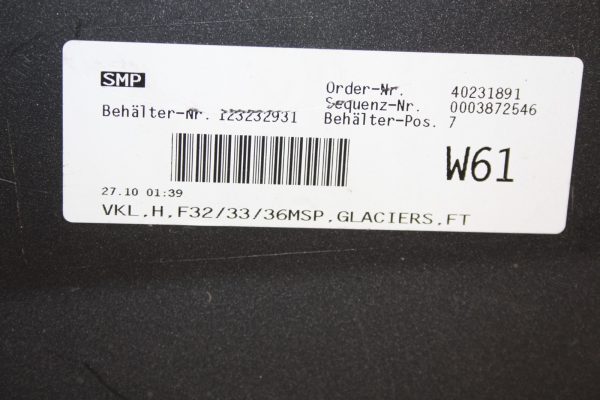 SMP
Order-Nr. 40231891
Sequenz-Nr. 0003872546
Behälter-Nr. 123232931 Behälter-Pos. 7
W61
27.10 01:39
VKL.H.F32/33/36MSP.GLACIERS.FT